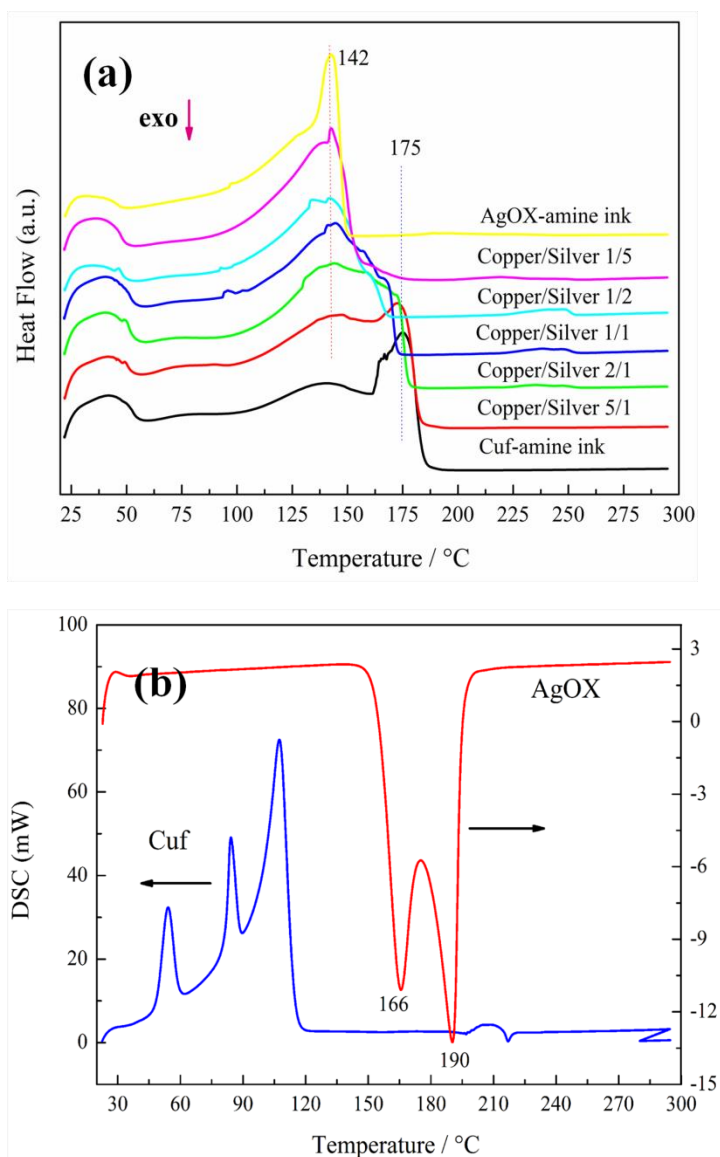 (a)
142
exo
175
Heat Flow (a.u.)
AgOX-amine ink
Copper/Silver 1/5
Copper/Silver 1/2
Copper/Silver 1/1
Copper/Silver 2/1
Copper/Silver 5/1
Cuf-amine ink
25 50 75 100 125 150 175 200 225 250 275 300
Temperature / °C
100 3
(b)
AgOX
80 0
60 -3
Cuf
DSC (mW)
40 -6
20 -9
166
0 -12
190
-15
30 60 90 120 150 180 210 240 270 300
Temperature / °C